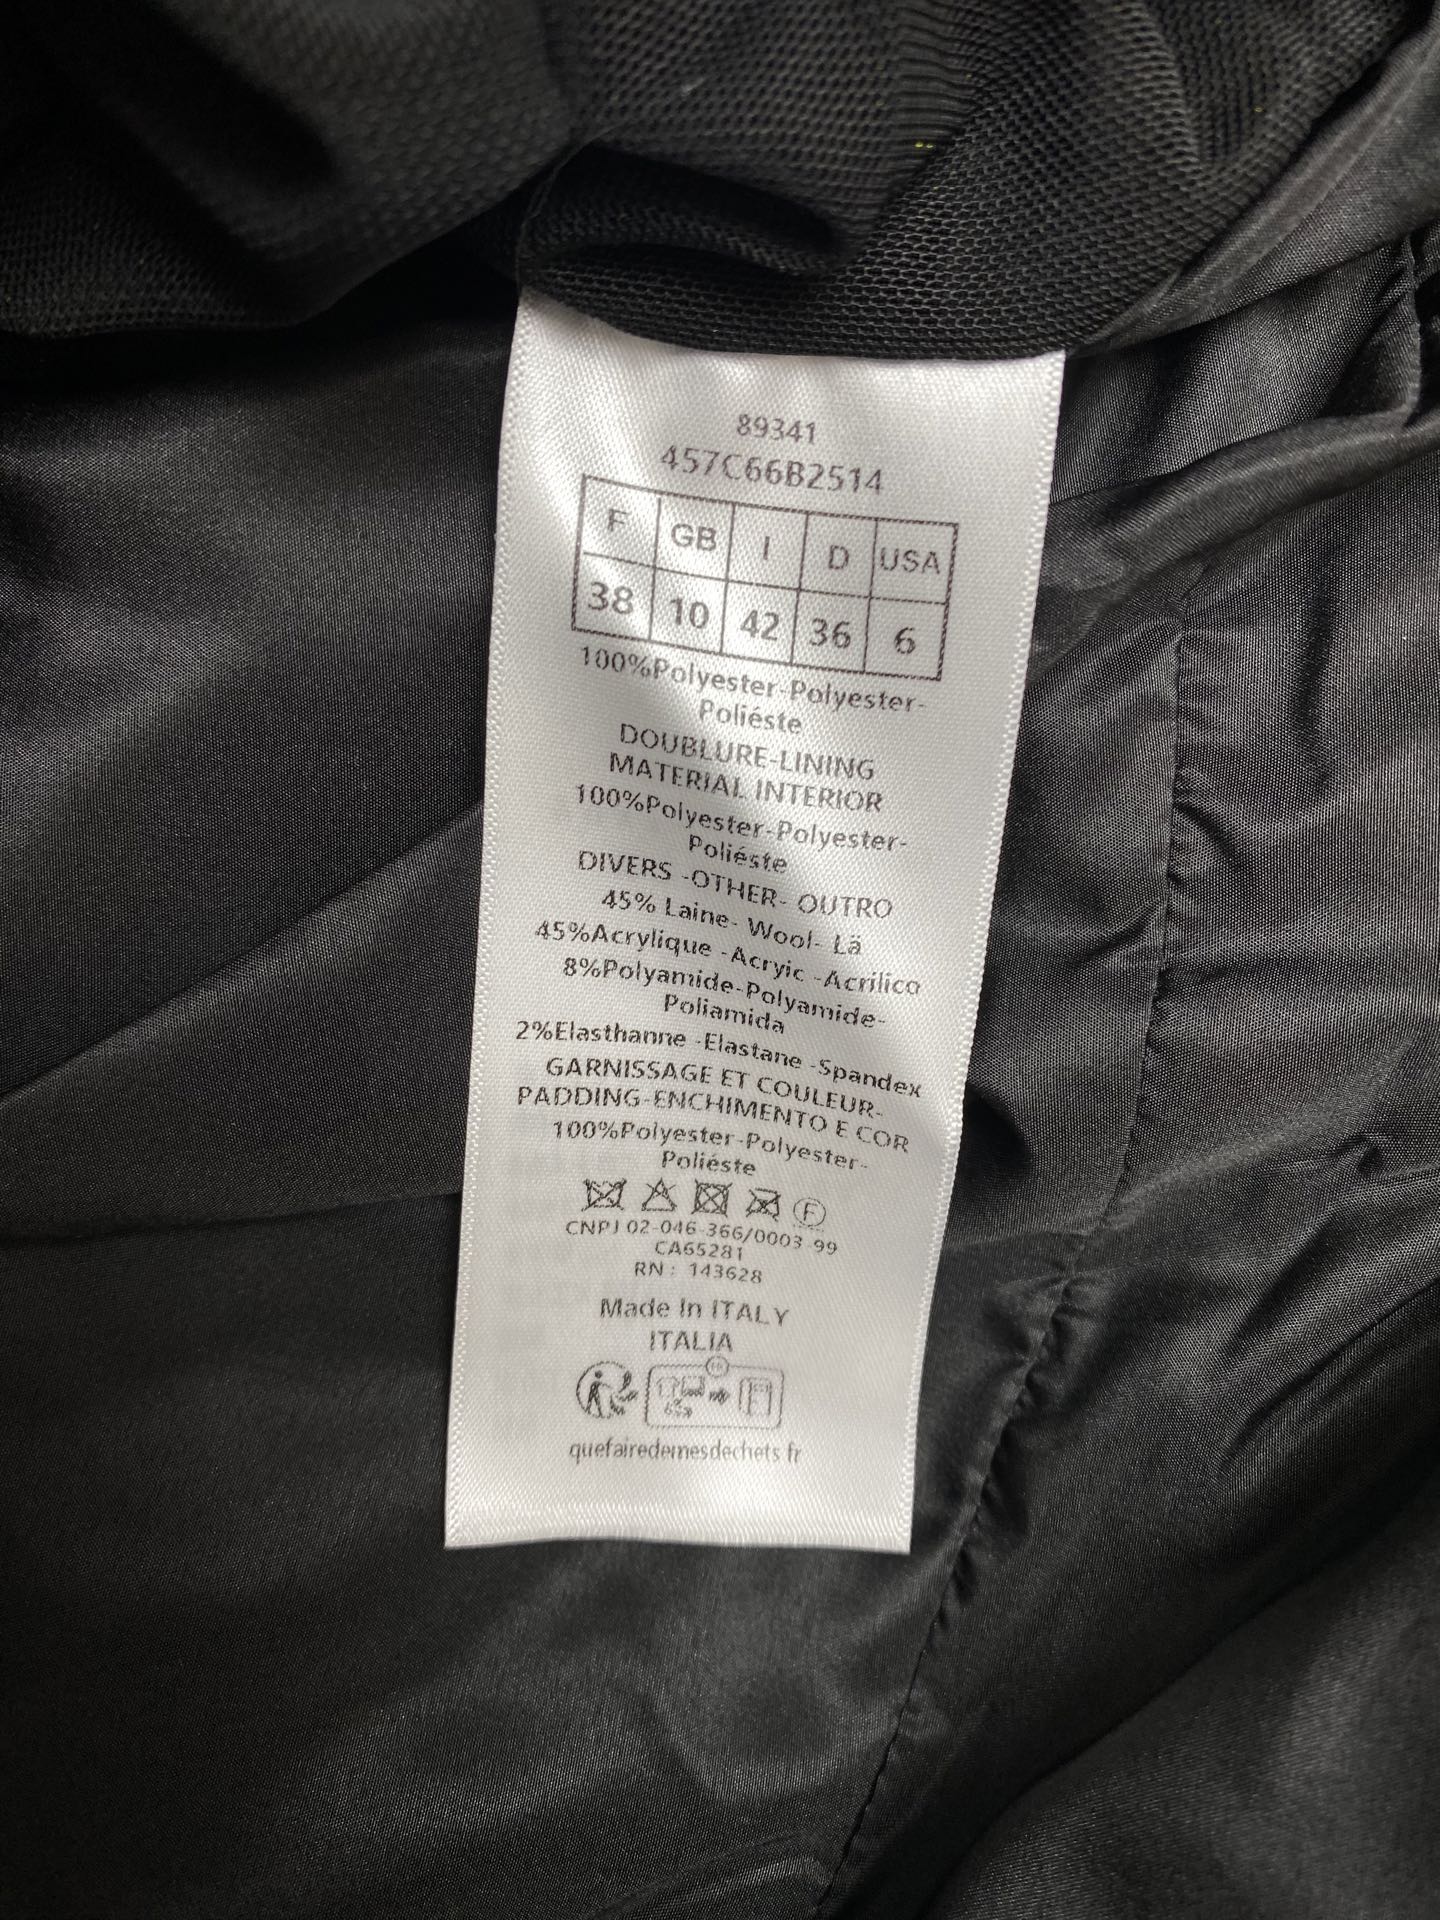 89341
457C66B2514
F GB I D USA
38 10 42 36 6
100%Polyester-Polyester-
Poliéste
DOUBLURE-LINING
MATERIAL INTERIOR
100%Polyester-Polyester-
Poliéste
DIVERS -OTHER- OUTRO
45% Laine- Wool- Lä
45%Acrylique -Acryic -Acrilico
8%Polyamide-Polyamide-
Poliamida
2%Elasthanne -Elastane -Spandex
GARNISSAGE ET COULEUR-
PADDING-ENCHIMENTO E COR
100%Polyester-Polyester-
Poliéste
F
CNPJ 02-046-366/0003-99
CA65281
RN: 143628
Made In ITALY
ITALIA
quefairedemesdechets fr